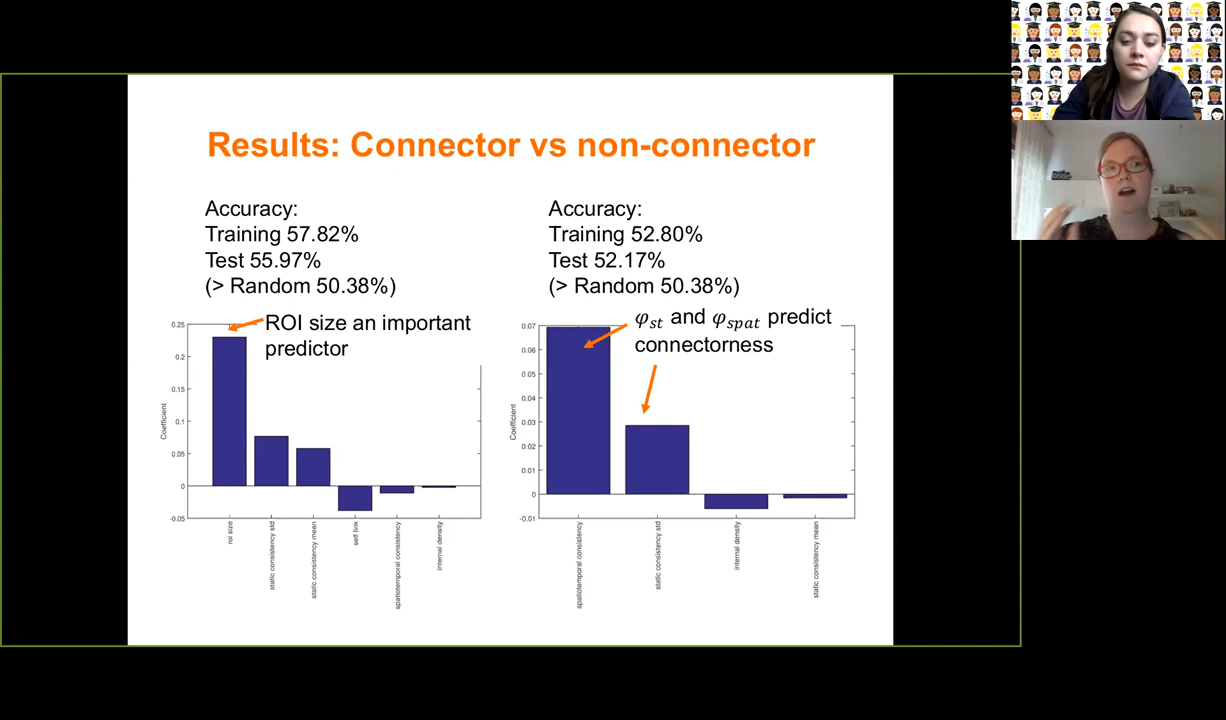 Results: Connector vs non-connector
Accuracy:
Training 57.82%
Test 55.97%
(> Random 50.38%)
ROI size an important
predictor
0.25
0.2
0.15
0.1
0.05
0
-0.05
Coefficient
roi size
static consistency std
static consistency mean
self link
spatiotemporal consistency
internal density
Accuracy:
Training 52.80%
Test 52.17%
(> Random 50.38%)
φst and φspat predict
connectorness
0.07
0.06
0.05
0.04
0.03
0.02
0.01
0
-0.01
Coefficient
spatiotemporal consistency
static consistency std
internal density
static consistency mean